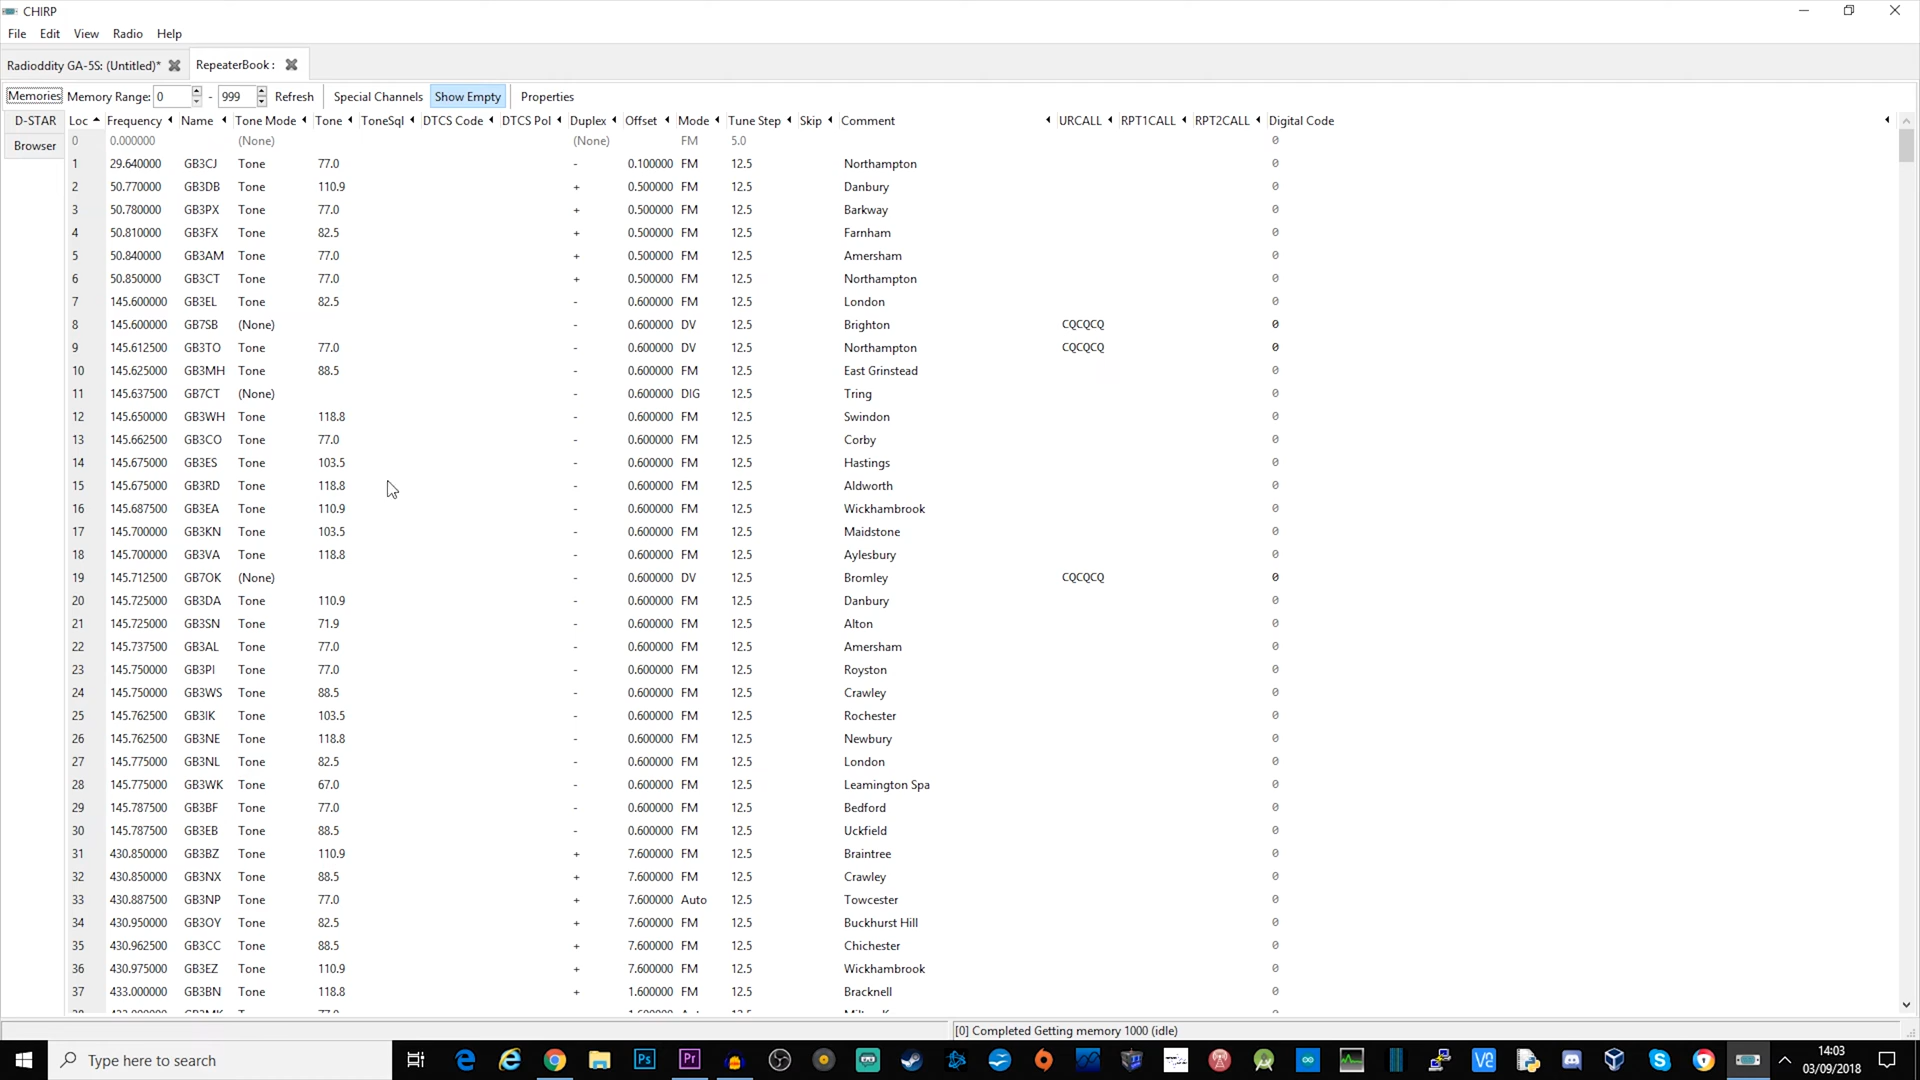 CHIRP
File Edit View Radio Help
Radioddity GA-5S: (Untitled)* RepeaterBook :
Memories Memory Range: 0 - 999 Refresh Special Channels Show Empty Properties
D-STAR
Browser
Loc Frequency Name Tone Mode Tone ToneSql DTCS Code DTCS Pol Duplex Offset Mode Tune Step Skip Comment URCALL RPT1CALL RPT2CALL Digital Code
0 0.000000 (None) (None) FM 5.0 0
1 29.640000 GB3CJ Tone 77.0 - 0.100000 FM 12.5 Northampton 0
2 50.770000 GB3DB Tone 110.9 + 0.500000 FM 12.5 Danbury 0
3 50.780000 GB3PX Tone 77.0 + 0.500000 FM 12.5 Barkway 0
4 50.810000 GB3FX Tone 82.5 + 0.500000 FM 12.5 Farnham 0
5 50.840000 GB3AM Tone 77.0 + 0.500000 FM 12.5 Amersham 0
6 50.850000 GB3CT Tone 77.0 + 0.500000 FM 12.5 Northampton 0
7 145.600000 GB3EL Tone 82.5 - 0.600000 FM 12.5 London 0
8 145.600000 GB7SB (None) - 0.600000 DV 12.5 Brighton CQCQCQ 0
9 145.612500 GB3TO Tone 77.0 - 0.600000 DV 12.5 Northampton CQCQCQ 0
10 145.625000 GB3MH Tone 88.5 - 0.600000 FM 12.5 East Grinstead 0
11 145.637500 GB7CT (None) - 0.600000 DIG 12.5 Tring 0
12 145.650000 GB3WH Tone 118.8 - 0.600000 FM 12.5 Swindon 0
13 145.662500 GB3CO Tone 77.0 - 0.600000 FM 12.5 Corby 0
14 145.675000 GB3ES Tone 103.5 - 0.600000 FM 12.5 Hastings 0
15 145.675000 GB3RD Tone 118.8 - 0.600000 FM 12.5 Aldworth 0
16 145.687500 GB3EA Tone 110.9 - 0.600000 FM 12.5 Wickhambrook 0
17 145.700000 GB3KN Tone 103.5 - 0.600000 FM 12.5 Maidstone 0
18 145.700000 GB3VA Tone 118.8 - 0.600000 FM 12.5 Aylesbury 0
19 145.712500 GB7OK (None) - 0.600000 DV 12.5 Bromley CQCQCQ 0
20 145.725000 GB3DA Tone 110.9 - 0.600000 FM 12.5 Danbury 0
21 145.725000 GB3SN Tone 71.9 - 0.600000 FM 12.5 Alton 0
22 145.737500 GB3AL Tone 77.0 - 0.600000 FM 12.5 Amersham 0
23 145.750000 GB3PI Tone 77.0 - 0.600000 FM 12.5 Royston 0
24 145.750000 GB3WS Tone 88.5 - 0.600000 FM 12.5 Crawley 0
25 145.762500 GB3IK Tone 103.5 - 0.600000 FM 12.5 Rochester 0
26 145.762500 GB3NE Tone 118.8 - 0.600000 FM 12.5 Newbury 0
27 145.775000 GB3NL Tone 82.5 - 0.600000 FM 12.5 London 0
28 145.775000 GB3WK Tone 67.0 - 0.600000 FM 12.5 Leamington Spa 0
29 145.787500 GB3BF Tone 77.0 - 0.600000 FM 12.5 Bedford 0
30 145.787500 GB3EB Tone 88.5 - 0.600000 FM 12.5 Uckfield 0
31 430.850000 GB3BZ Tone 110.9 + 7.600000 FM 12.5 Braintree 0
32 430.850000 GB3NX Tone 88.5 + 7.600000 FM 12.5 Crawley 0
33 430.887500 GB3NP Tone 77.0 + 7.600000 Auto 12.5 Towcester 0
34 430.950000 GB3OY Tone 82.5 + 7.600000 FM 12.5 Buckhurst Hill 0
35 430.962500 GB3CC Tone 88.5 + 7.600000 FM 12.5 Chichester 0
36 430.975000 GB3EZ Tone 110.9 + 7.600000 FM 12.5 Wickhambrook 0
37 433.000000 GB3BN Tone 118.8 + 1.600000 FM 12.5 Bracknell 0
[0] Completed Getting memory 1000 (idle)
Type here to search
Ps
Pr
14:03
03/09/2018